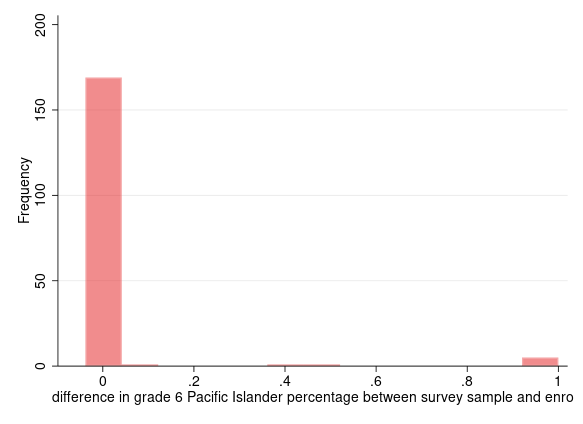 200
150
100
50
0
Frequency
0 .2 .4 .6 .8 1
difference in grade 6 Pacific Islander percentage between survey sample and enro